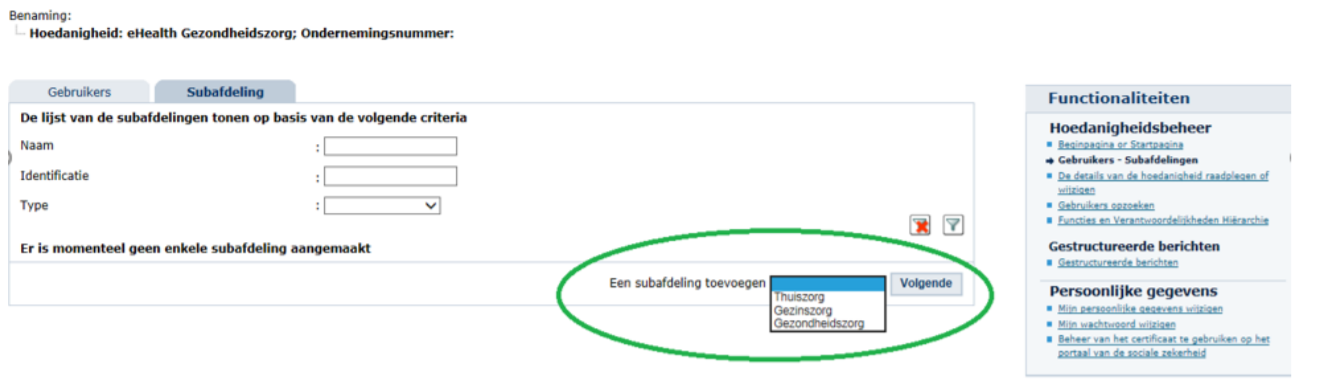 Benaming:
Hoedanigheid: eHealth Gezondheidszorg; Ondernemingsnummer:
Gebruikers
Subafdeling
De lijst van de subafdelingen tonen op basis van de volgende criteria
Naam :
Identificatie :
Type :
Er is momenteel geen enkele subafdeling aangemaakt
Een subafdeling toevoegen
Volgende
Thuiszorg
Gezinszorg
Gezondheidszorg
Functionaliteiten
Hoedanigheidsbeheer
Beginpagina or Startpagina
Gebruikers - Subafdelingen
De details van de hoedanigheid raadplegen of
wijzigen
Gebruikers opzoeken
Functies en Verantwoordelijkheden Hiërarchie
Gestructureerde berichten
Gestructureerde berichten
Persoonlijke gegevens
Mijn persoonlijke gegevens wijzigen
Mijn wachtwoord wijzigen
Beheer van het certificaat te gebruiken op het
portaal van de sociale zekerheid